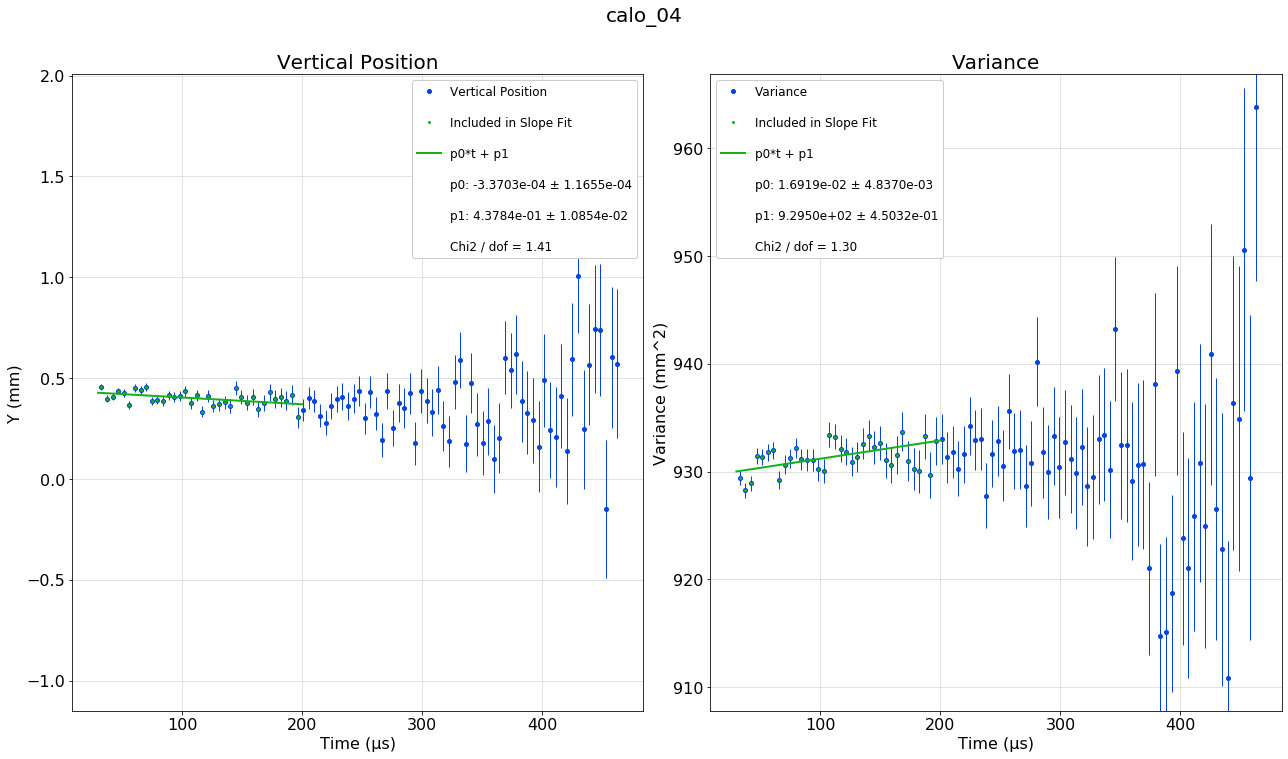 calo_04
Vertical Position
2.0
1.5
1.0
0.5
0.0
−0.5
−1.0
Y (mm)
100
200
300
400
Time (μs)
Vertical Position
Included in Slope Fit
p0*t + p1
p0: -3.3703e-04 ± 1.1655e-04
p1: 4.3784e-01 ± 1.0854e-02
Chi2 / dof = 1.41
Variance
960
950
940
930
920
910
Variance (mm^2)
100
200
300
400
Time (μs)
Variance
Included in Slope Fit
p0*t + p1
p0: 1.6919e-02 ± 4.8370e-03
p1: 9.2950e+02 ± 4.5032e-01
Chi2 / dof = 1.30